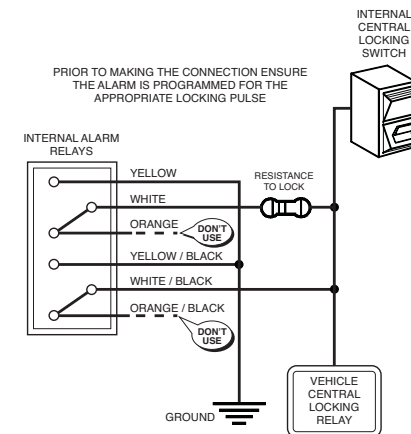 INTERNAL
CENTRAL
LOCKING
SWITCH
PRIOR TO MAKING THE CONNECTION ENSURE
THE ALARM IS PROGRAMMED FOR THE
APPROPRIATE LOCKING PULSE
INTERNAL ALARM
RELAYS
YELLOW
RESISTANCE
TO LOCK
WHITE
ORANGE
DON'T
USE
YELLOW / BLACK
WHITE / BLACK
ORANGE / BLACK
DON'T
USE
GROUND
VEHICLE
CENTRAL
LOCKING
RELAY